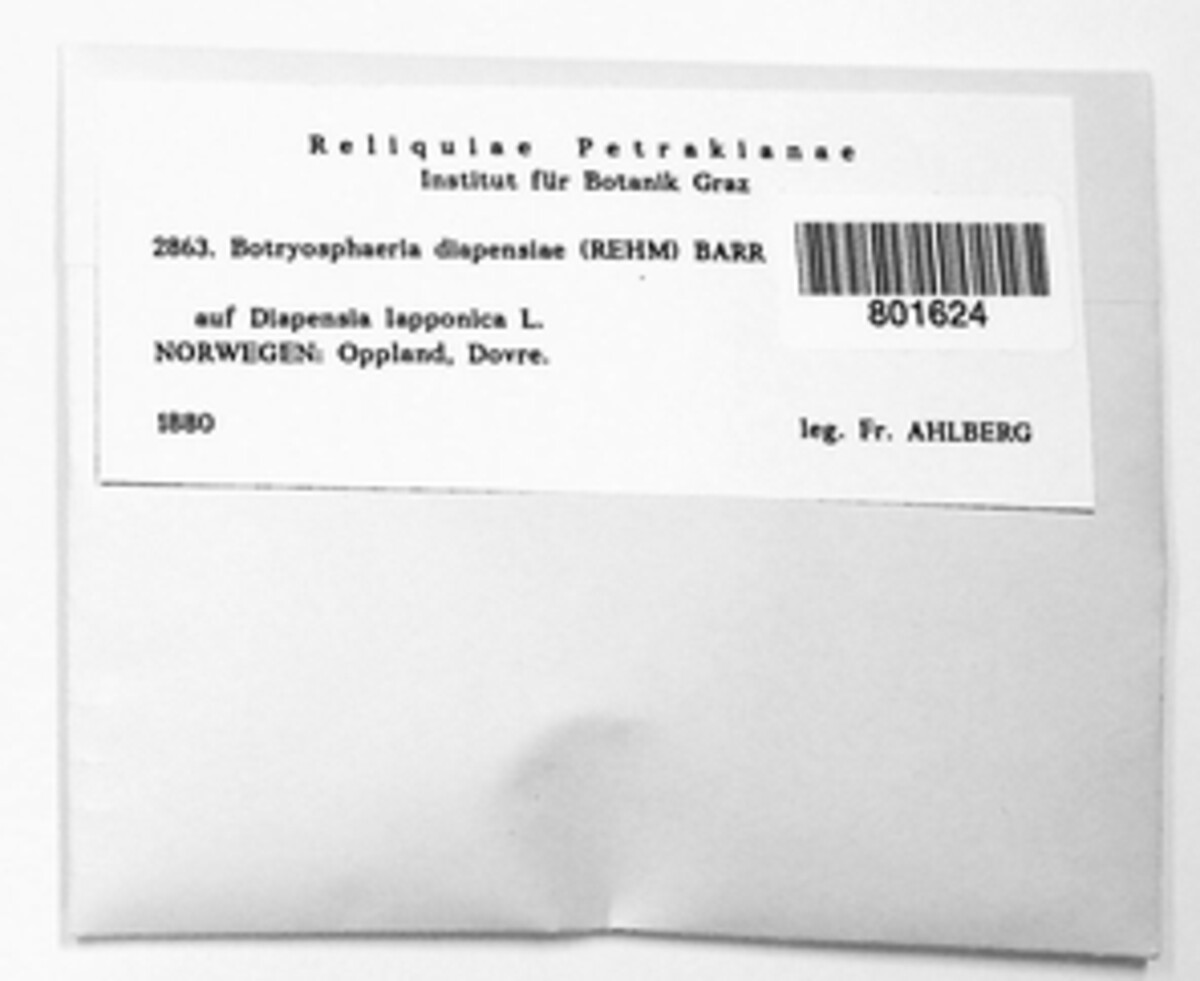 Reliquiae Petrakianae
Institut für Botanik Graz
2863. Botryosphaeria diapensiae (REHM) BARR
801624
auf Diapensia lapponica L.
NORWEGEN: Oppland, Dovre.
1880
leg. Fr. AHLBERG